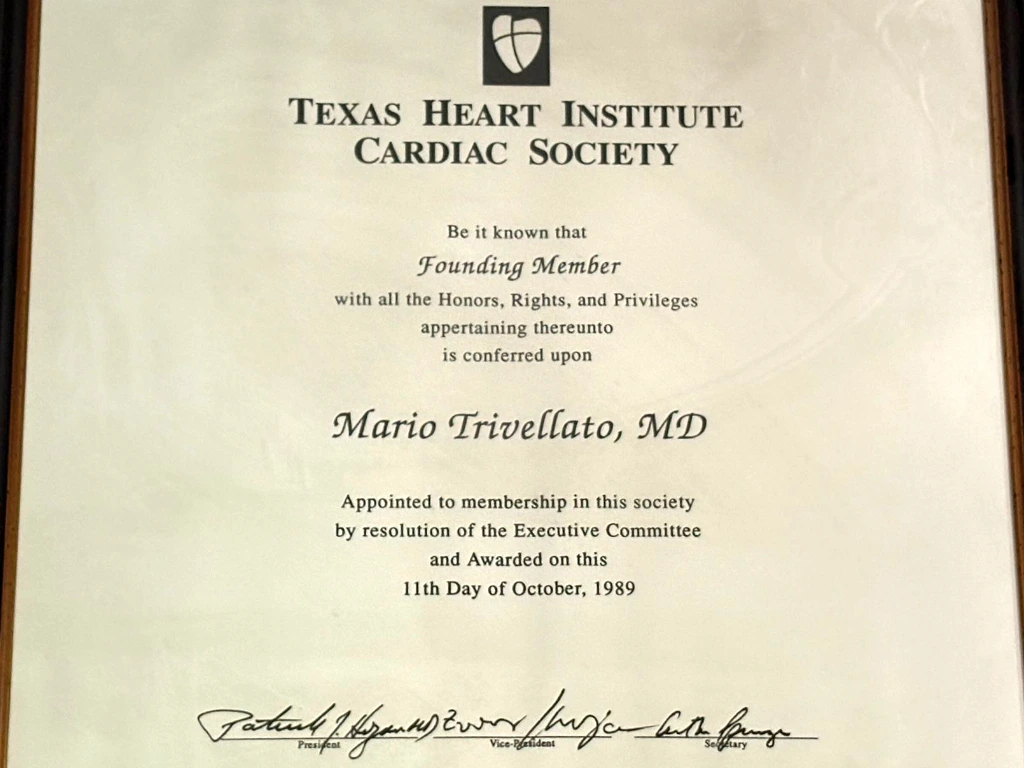 TEXAS HEART INSTITUTE
CARDIAC SOCIETY
Be it known that
Founding Member
with all the Honors, Rights, and Privileges
appertaining thereunto
is conferred upon
Mario Trivellato, MD
Appointed to membership in this society
by resolution of the Executive Committee
and Awarded on this
11th Day of October, 1989
President Vice-President Secretary